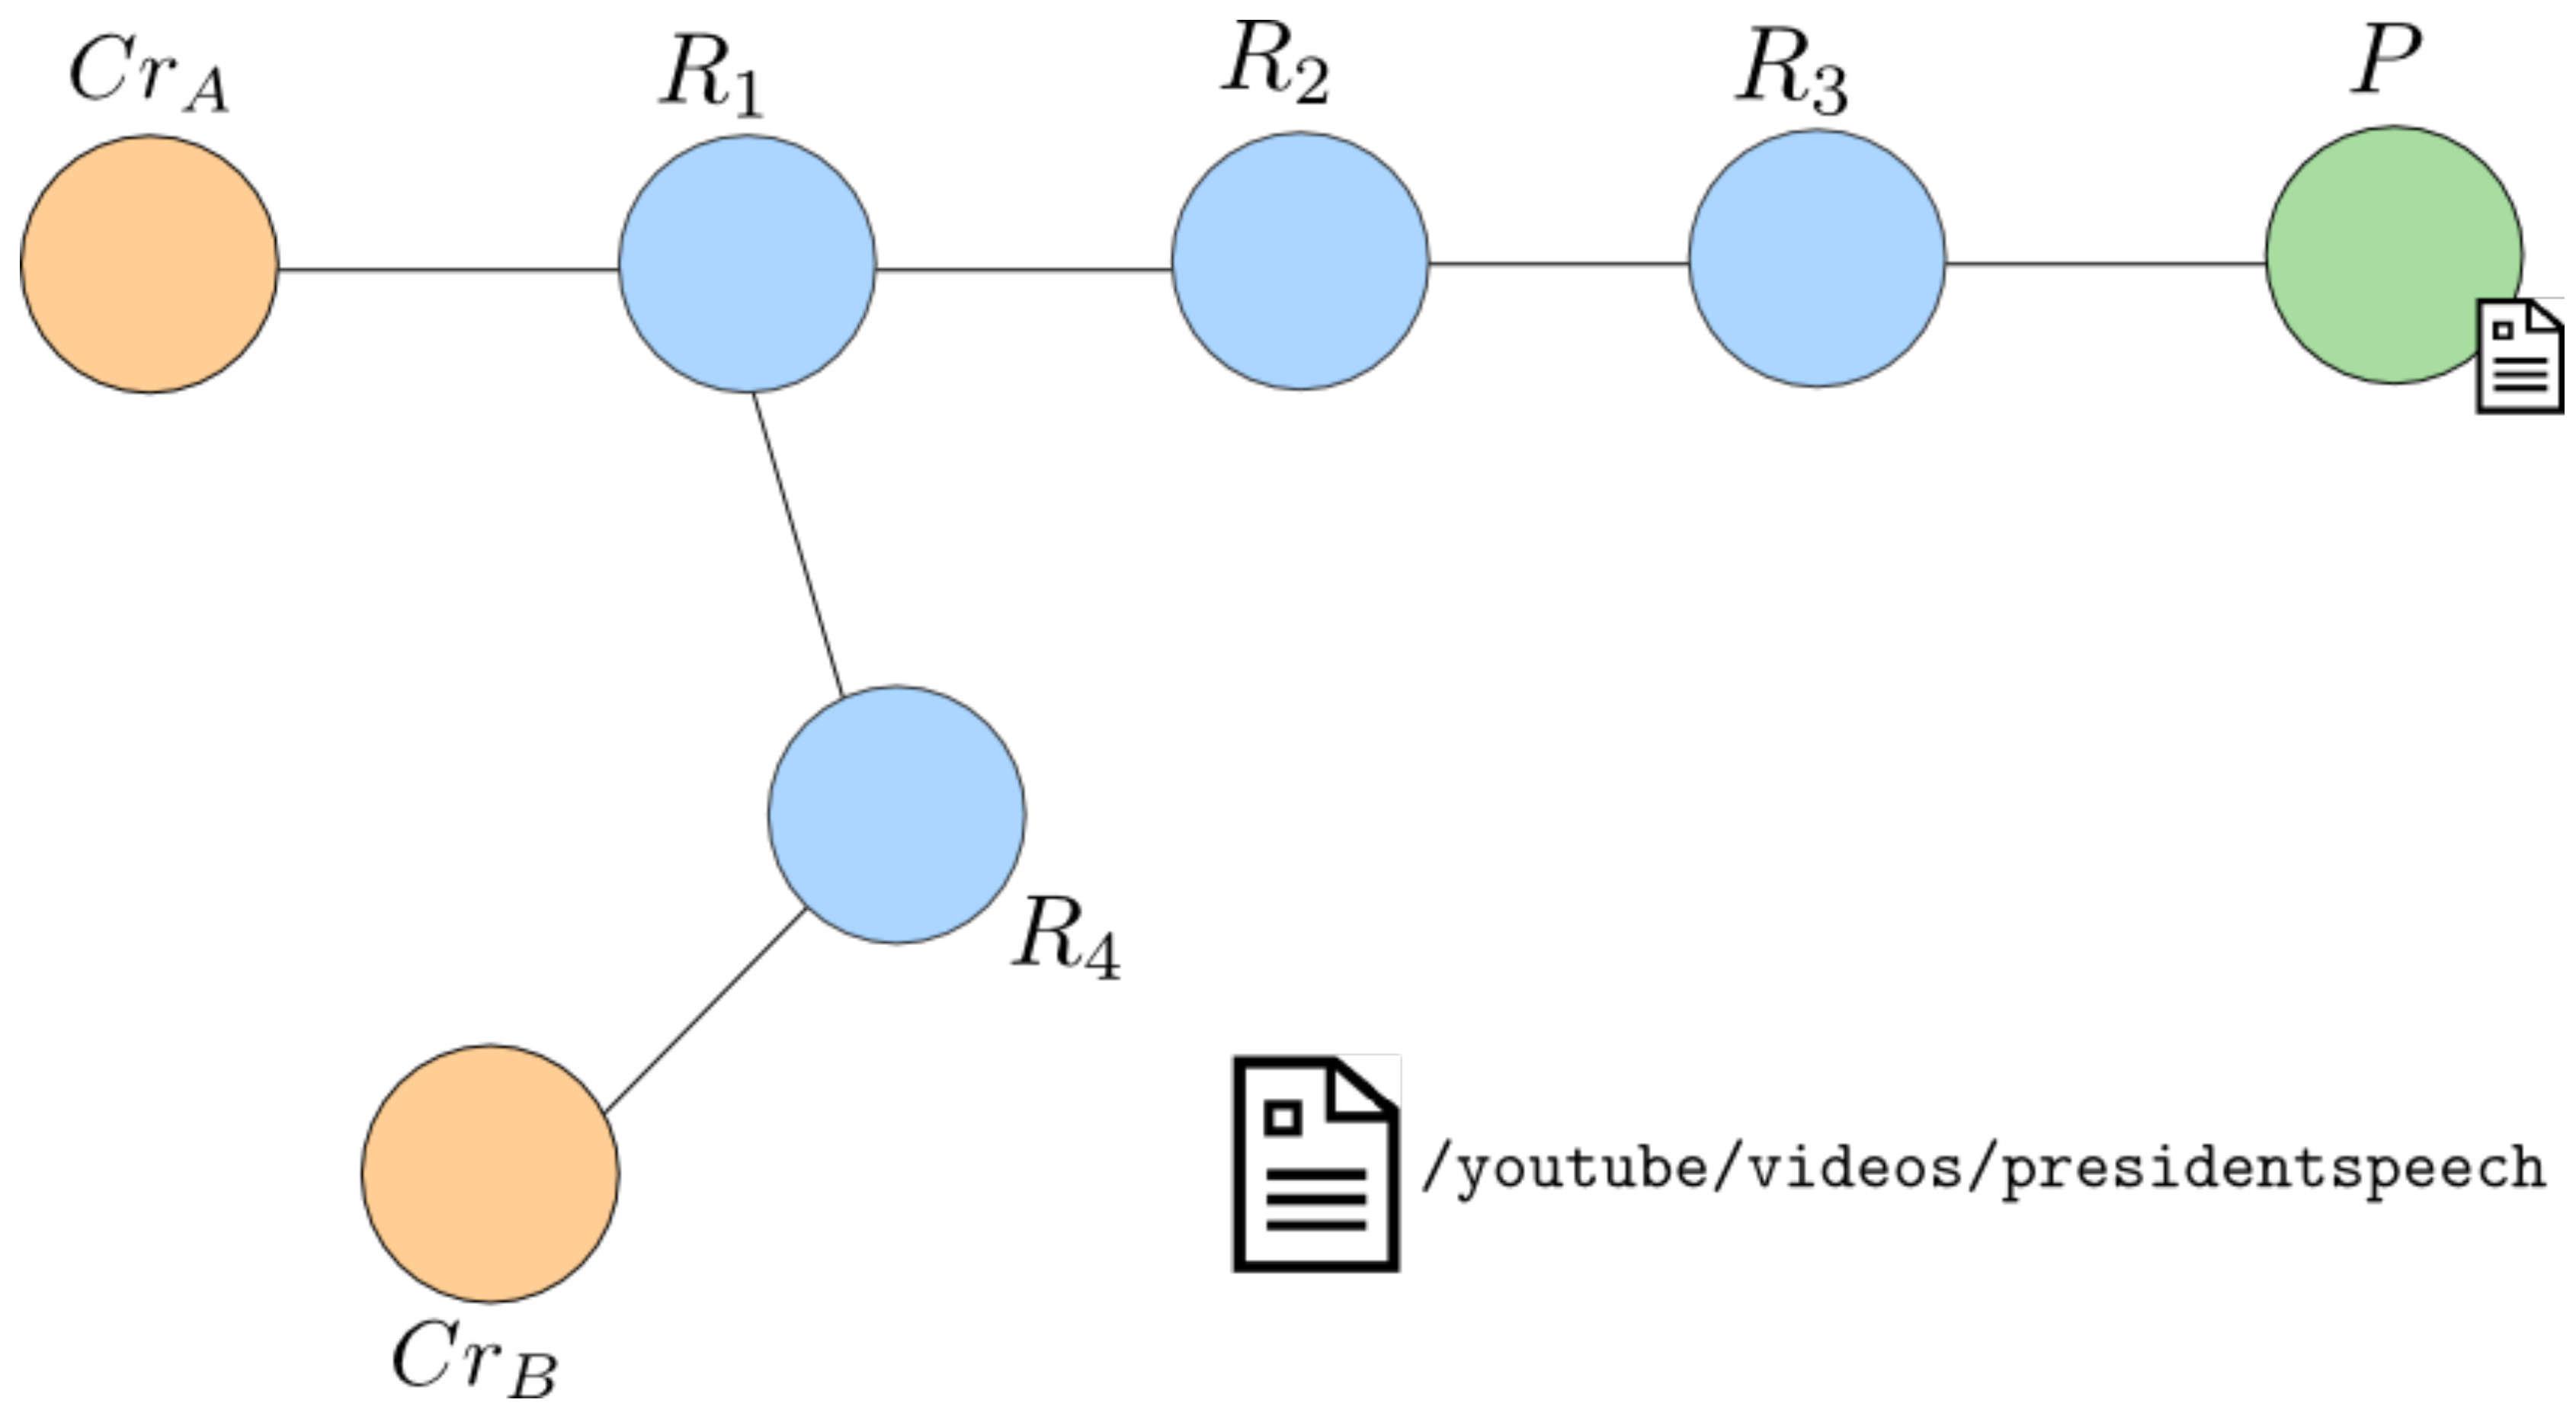 Cr_A
R_1
R_2
R_3
P
R_4
/youtube/videos/presidentspeech
Cr_B